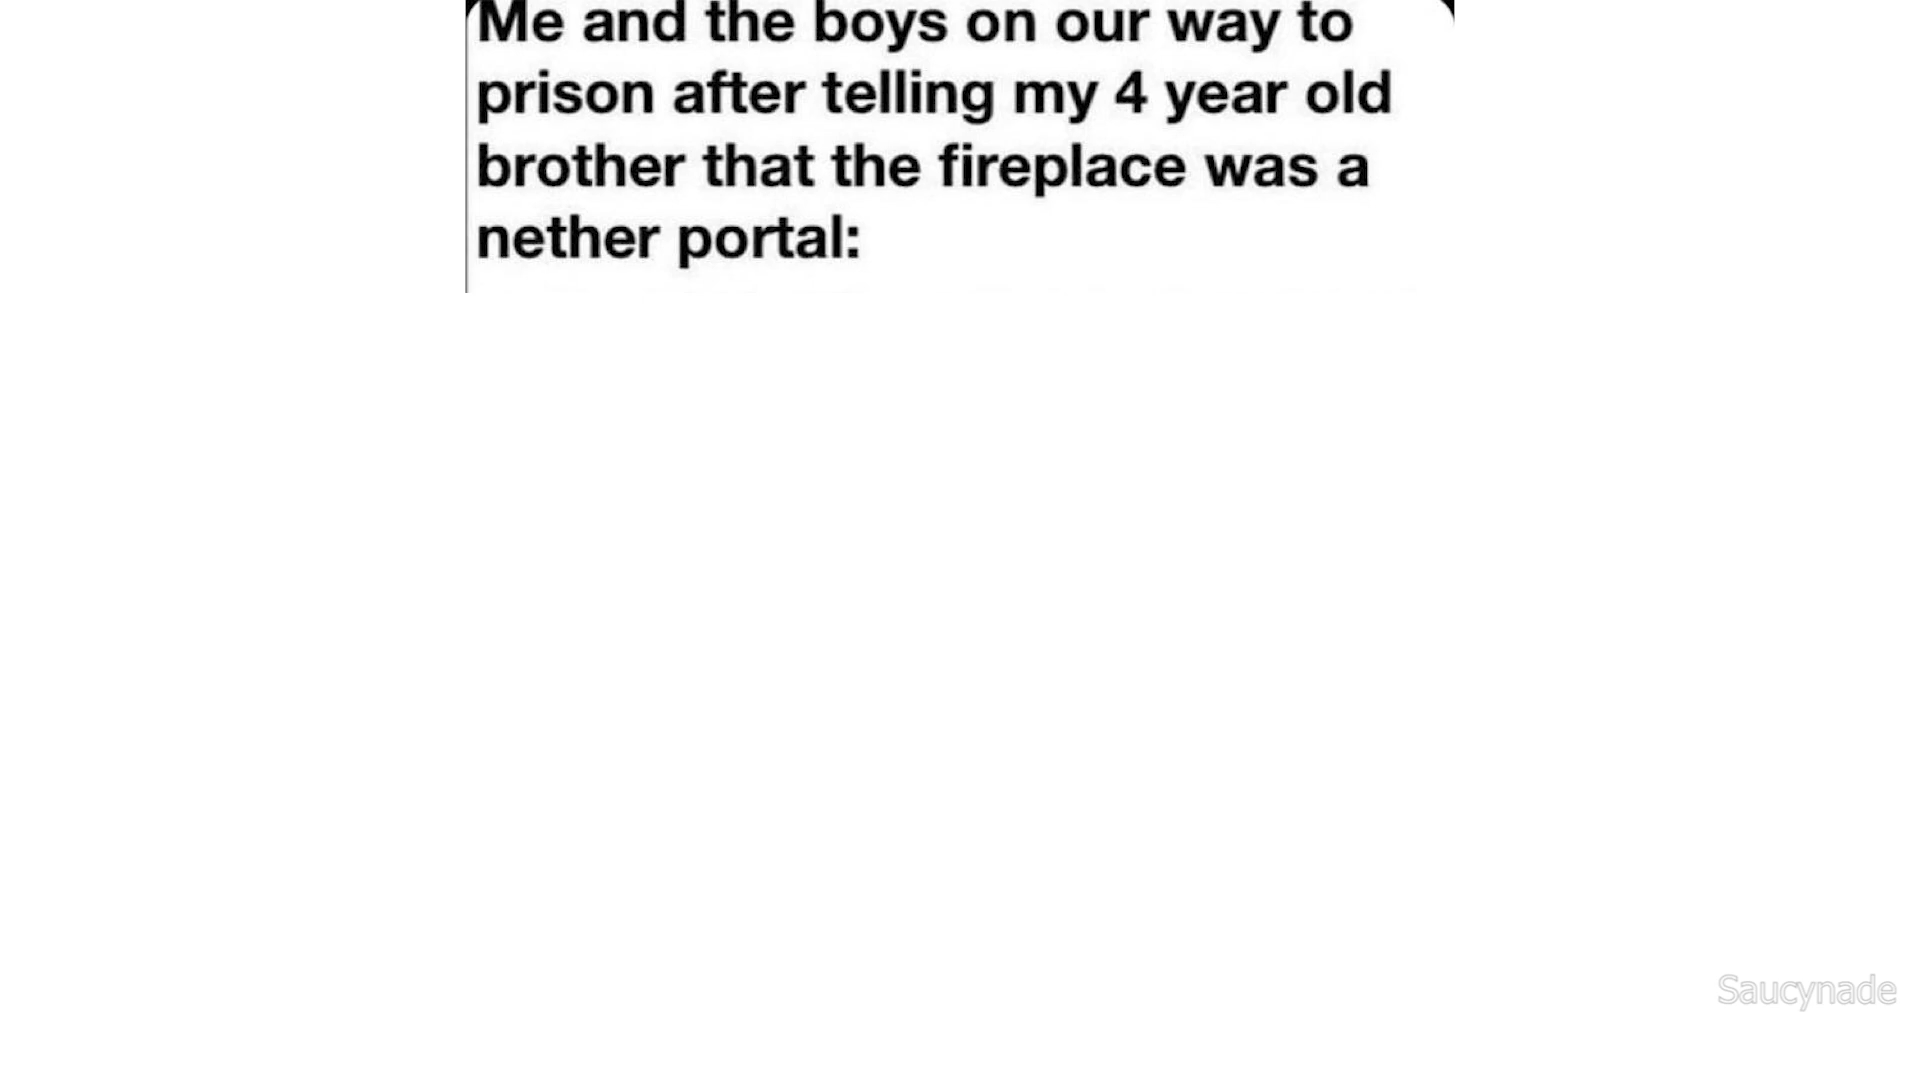 Me and the boys on our way to
prison after telling my 4 year old
brother that the fireplace was a
nether portal:
Saucynade